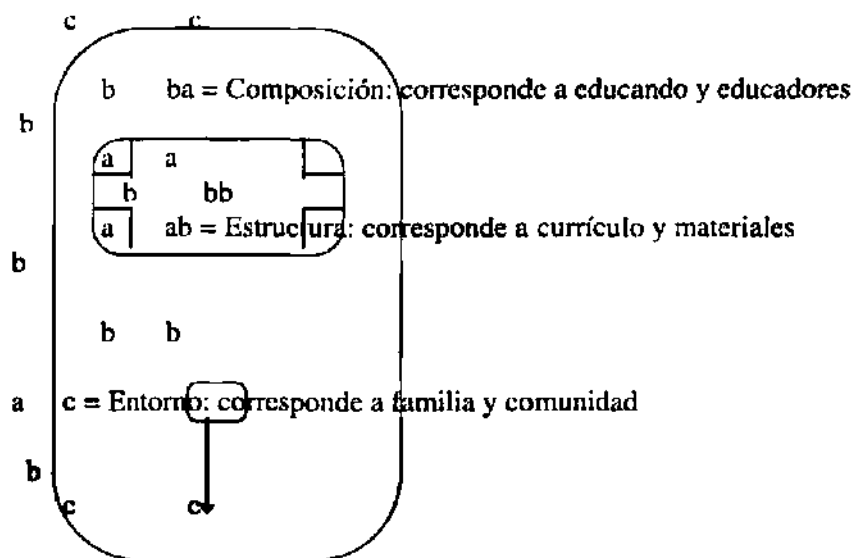 c c
b ba = Composición: corresponde a educando y educadores
b
a a
b bb
a ab = Estructura: corresponde a currículo y materiales
b
b b
a c = Entorno: corresponde a familia y comunidad
b
c c